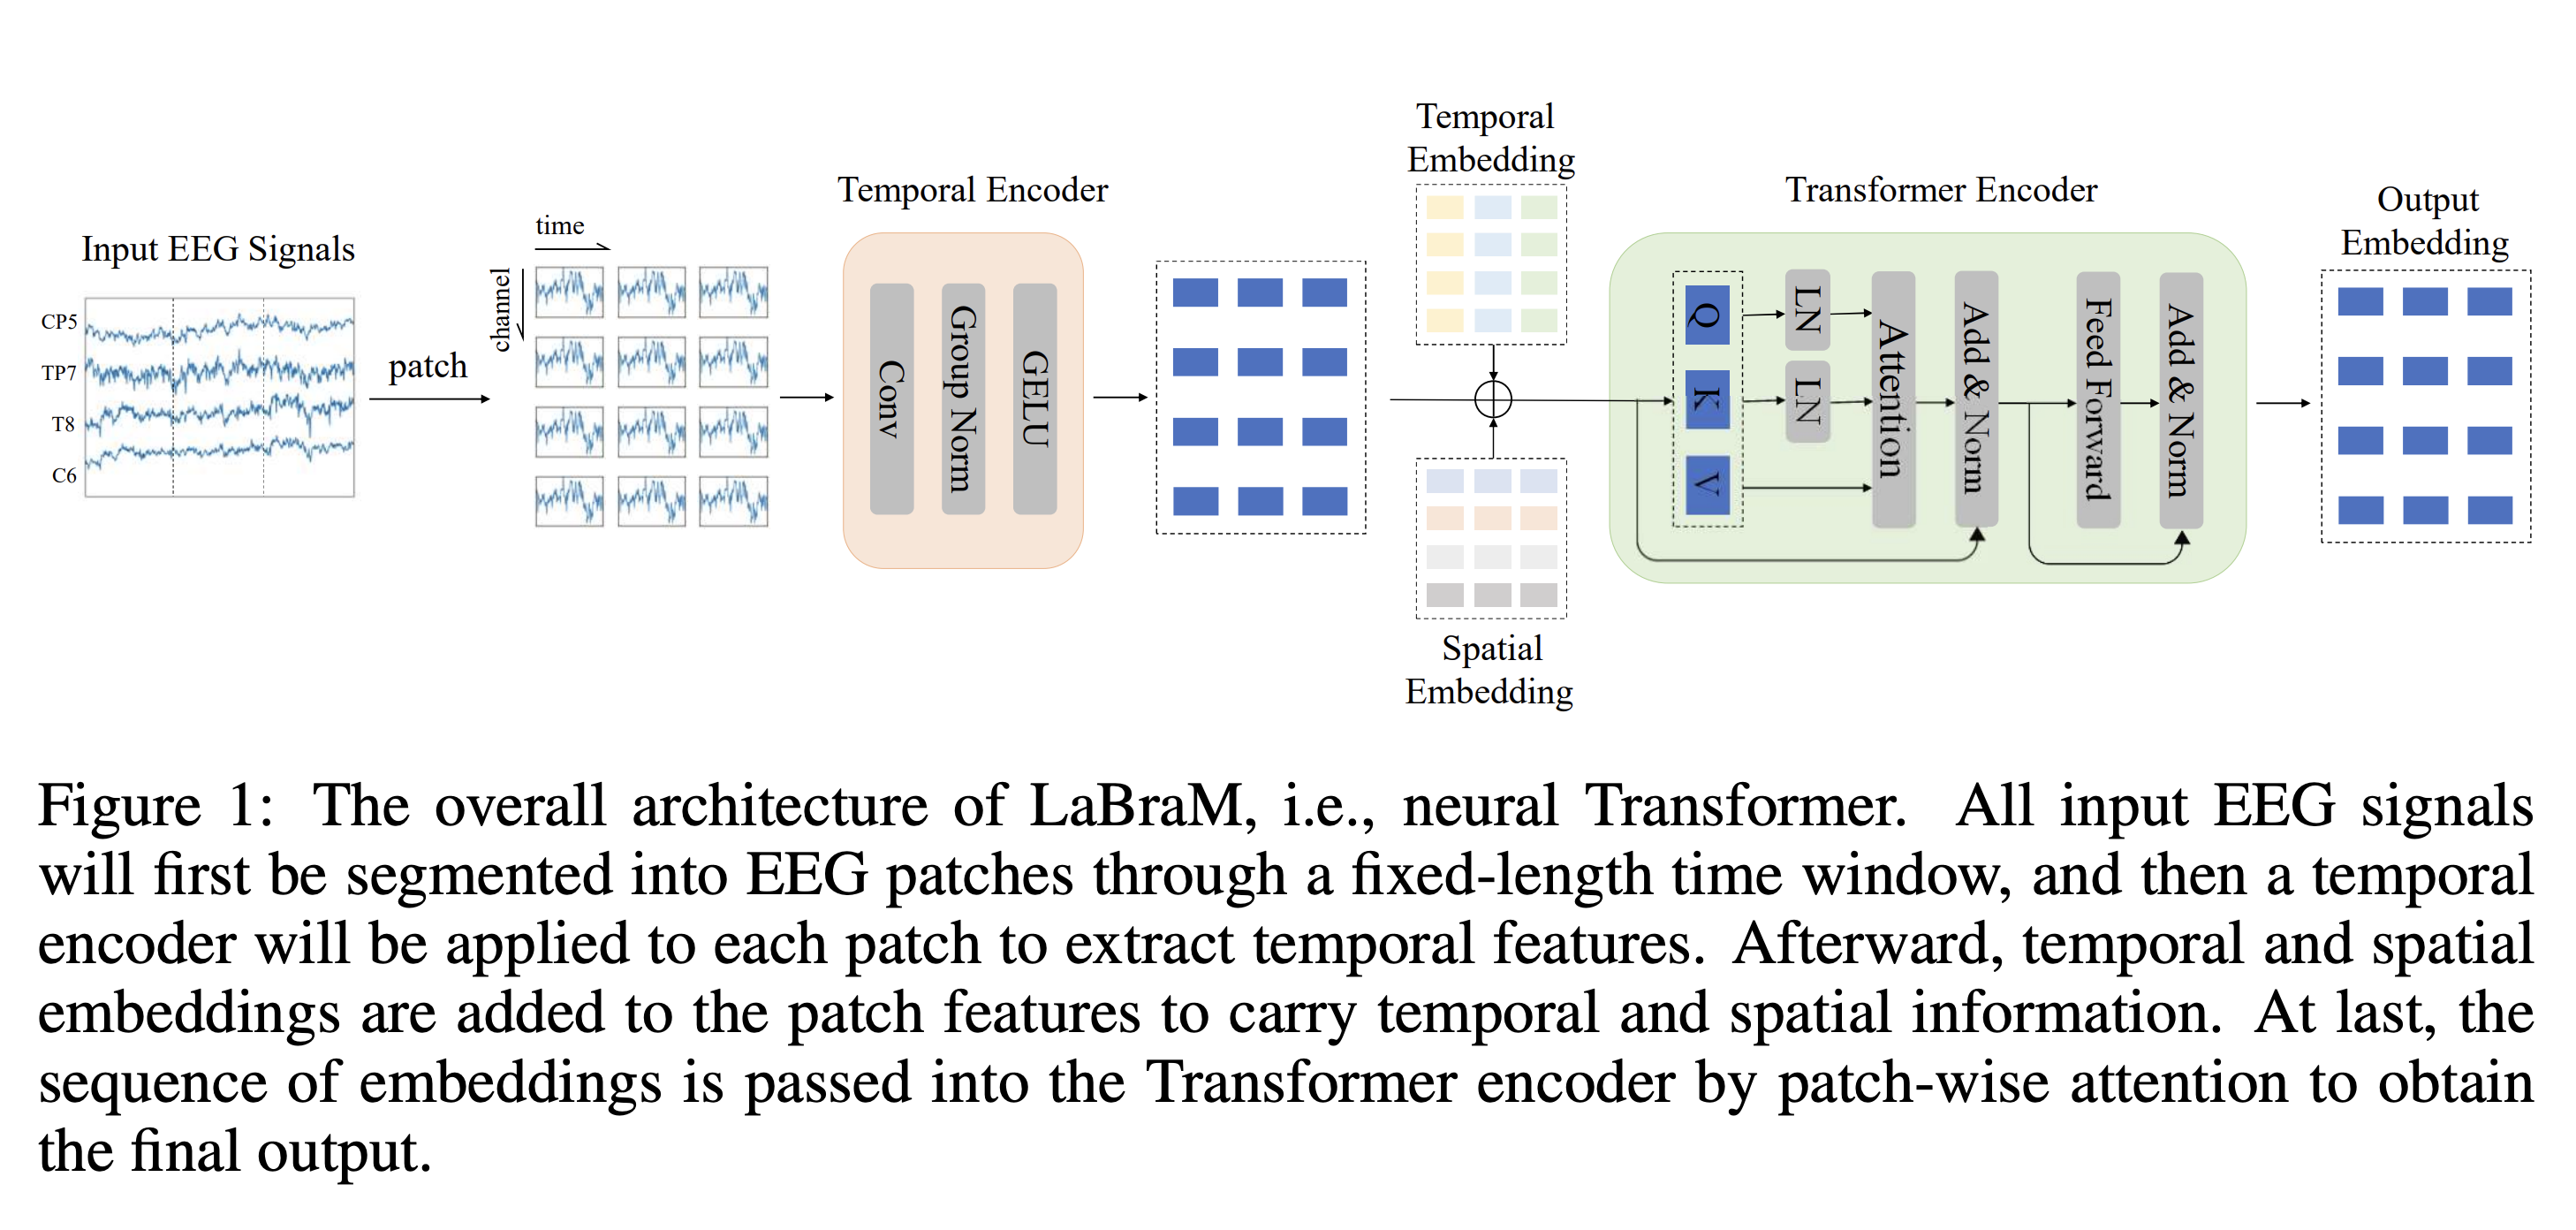 Input EEG Signals
CP5
TP7
T8
C6
patch
time
channel
Temporal Encoder
Conv
Group Norm
GELU
Temporal
Embedding
Spatial
Embedding
Transformer Encoder
Q
K
V
LN
LN
Attention
Add & Norm
Feed Forward
Add & Norm
Output
Embedding
Figure 1: The overall architecture of LaBraM, i.e., neural Transformer. All input EEG signals
will first be segmented into EEG patches through a fixed-length time window, and then a temporal
encoder will be applied to each patch to extract temporal features. Afterward, temporal and spatial
embeddings are added to the patch features to carry temporal and spatial information. At last, the
sequence of embeddings is passed into the Transformer encoder by patch-wise attention to obtain
the final output.